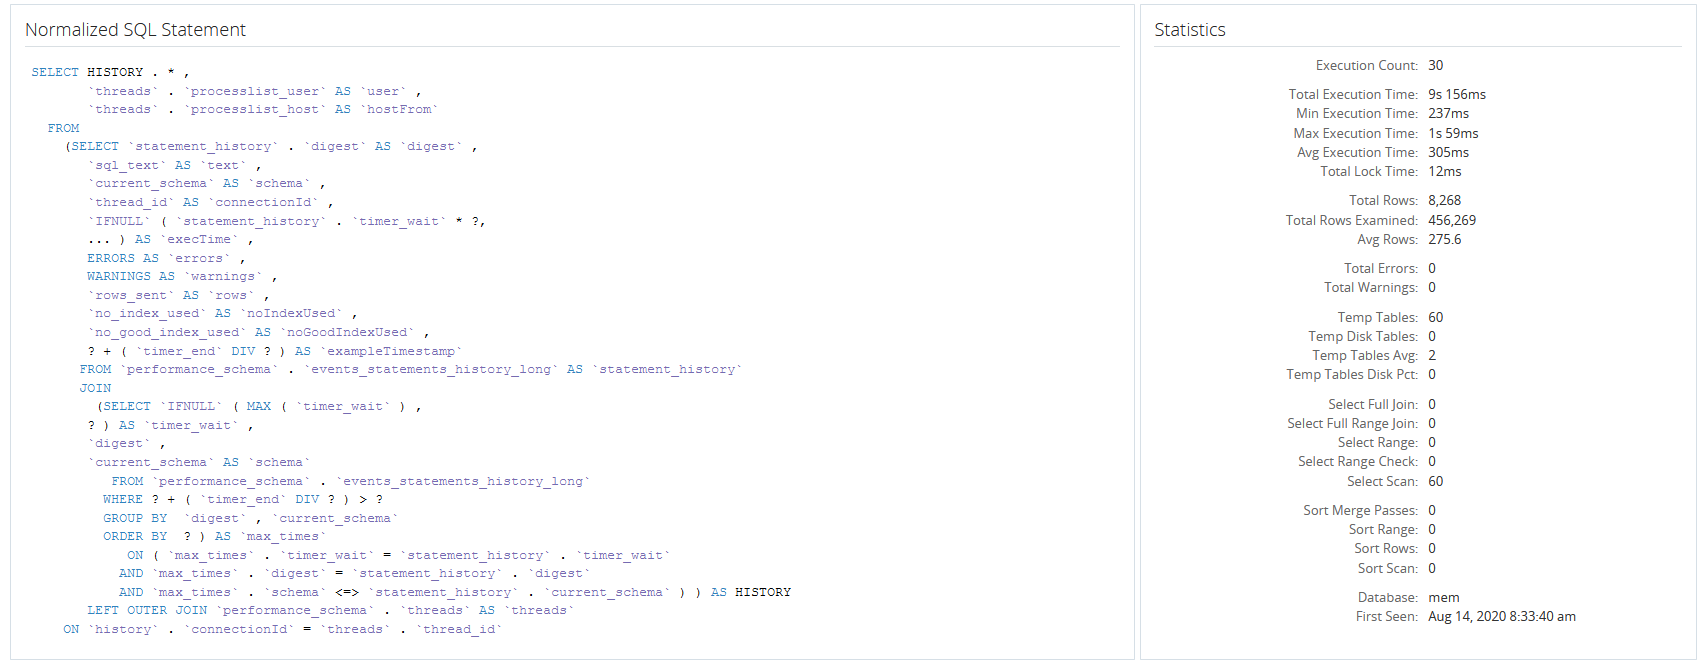 Normalized SQL Statement
SELECT HISTORY . * ,
`threads` . `processlist_user` AS `user` ,
`threads` . `processlist_host` AS `hostFrom`
FROM
(SELECT `statement_history` . `digest` AS `digest` ,
`sql_text` AS `text` ,
`current_schema` AS `schema` ,
`thread_id` AS `connectionId` ,
`IFNULL` ( `statement_history` . `timer_wait` * ?,
... ) AS `execTime` ,
ERRORS AS `errors` ,
WARNINGS AS `warnings` ,
`rows_sent` AS `rows` ,
`no_index_used` AS `noIndexUsed` ,
`no_good_index_used` AS `noGoodIndexUsed` ,
? + ( `timer_end` DIV ? ) AS `exampleTimestamp`
FROM `performance_schema` . `events_statements_history_long` AS `statement_history`
JOIN
(SELECT `IFNULL` ( MAX ( `timer_wait` ) ,
? ) AS `timer_wait` ,
`digest` ,
`current_schema` AS `schema`
FROM `performance_schema` . `events_statements_history_long`
WHERE ? + ( `timer_end` DIV ? ) > ?
GROUP BY `digest` , `current_schema`
ORDER BY ? ) AS `max_times`
ON ( `max_times` . `timer_wait` = `statement_history` . `timer_wait`
AND `max_times` . `digest` = `statement_history` . `digest`
AND `max_times` . `schema` <=> `statement_history` . `current_schema` ) ) AS HISTORY
LEFT OUTER JOIN `performance_schema` . `threads` AS `threads`
ON `history` . `connectionId` = `threads` . `thread_id`
Statistics
Execution Count: 30
Total Execution Time: 9s 156ms
Min Execution Time: 237ms
Max Execution Time: 1s 59ms
Avg Execution Time: 305ms
Total Lock Time: 12ms
Total Rows: 8,268
Total Rows Examined: 456,269
Avg Rows: 275.6
Total Errors: 0
Total Warnings: 0
Temp Tables: 60
Temp Disk Tables: 0
Temp Tables Avg: 2
Temp Tables Disk Pct: 0
Select Full Join: 0
Select Full Range Join: 0
Select Range: 0
Select Range Check: 0
Select Scan: 60
Sort Merge Passes: 0
Sort Range: 0
Sort Rows: 0
Sort Scan: 0
Database: mem
First Seen: Aug 14, 2020 8:33:40 am